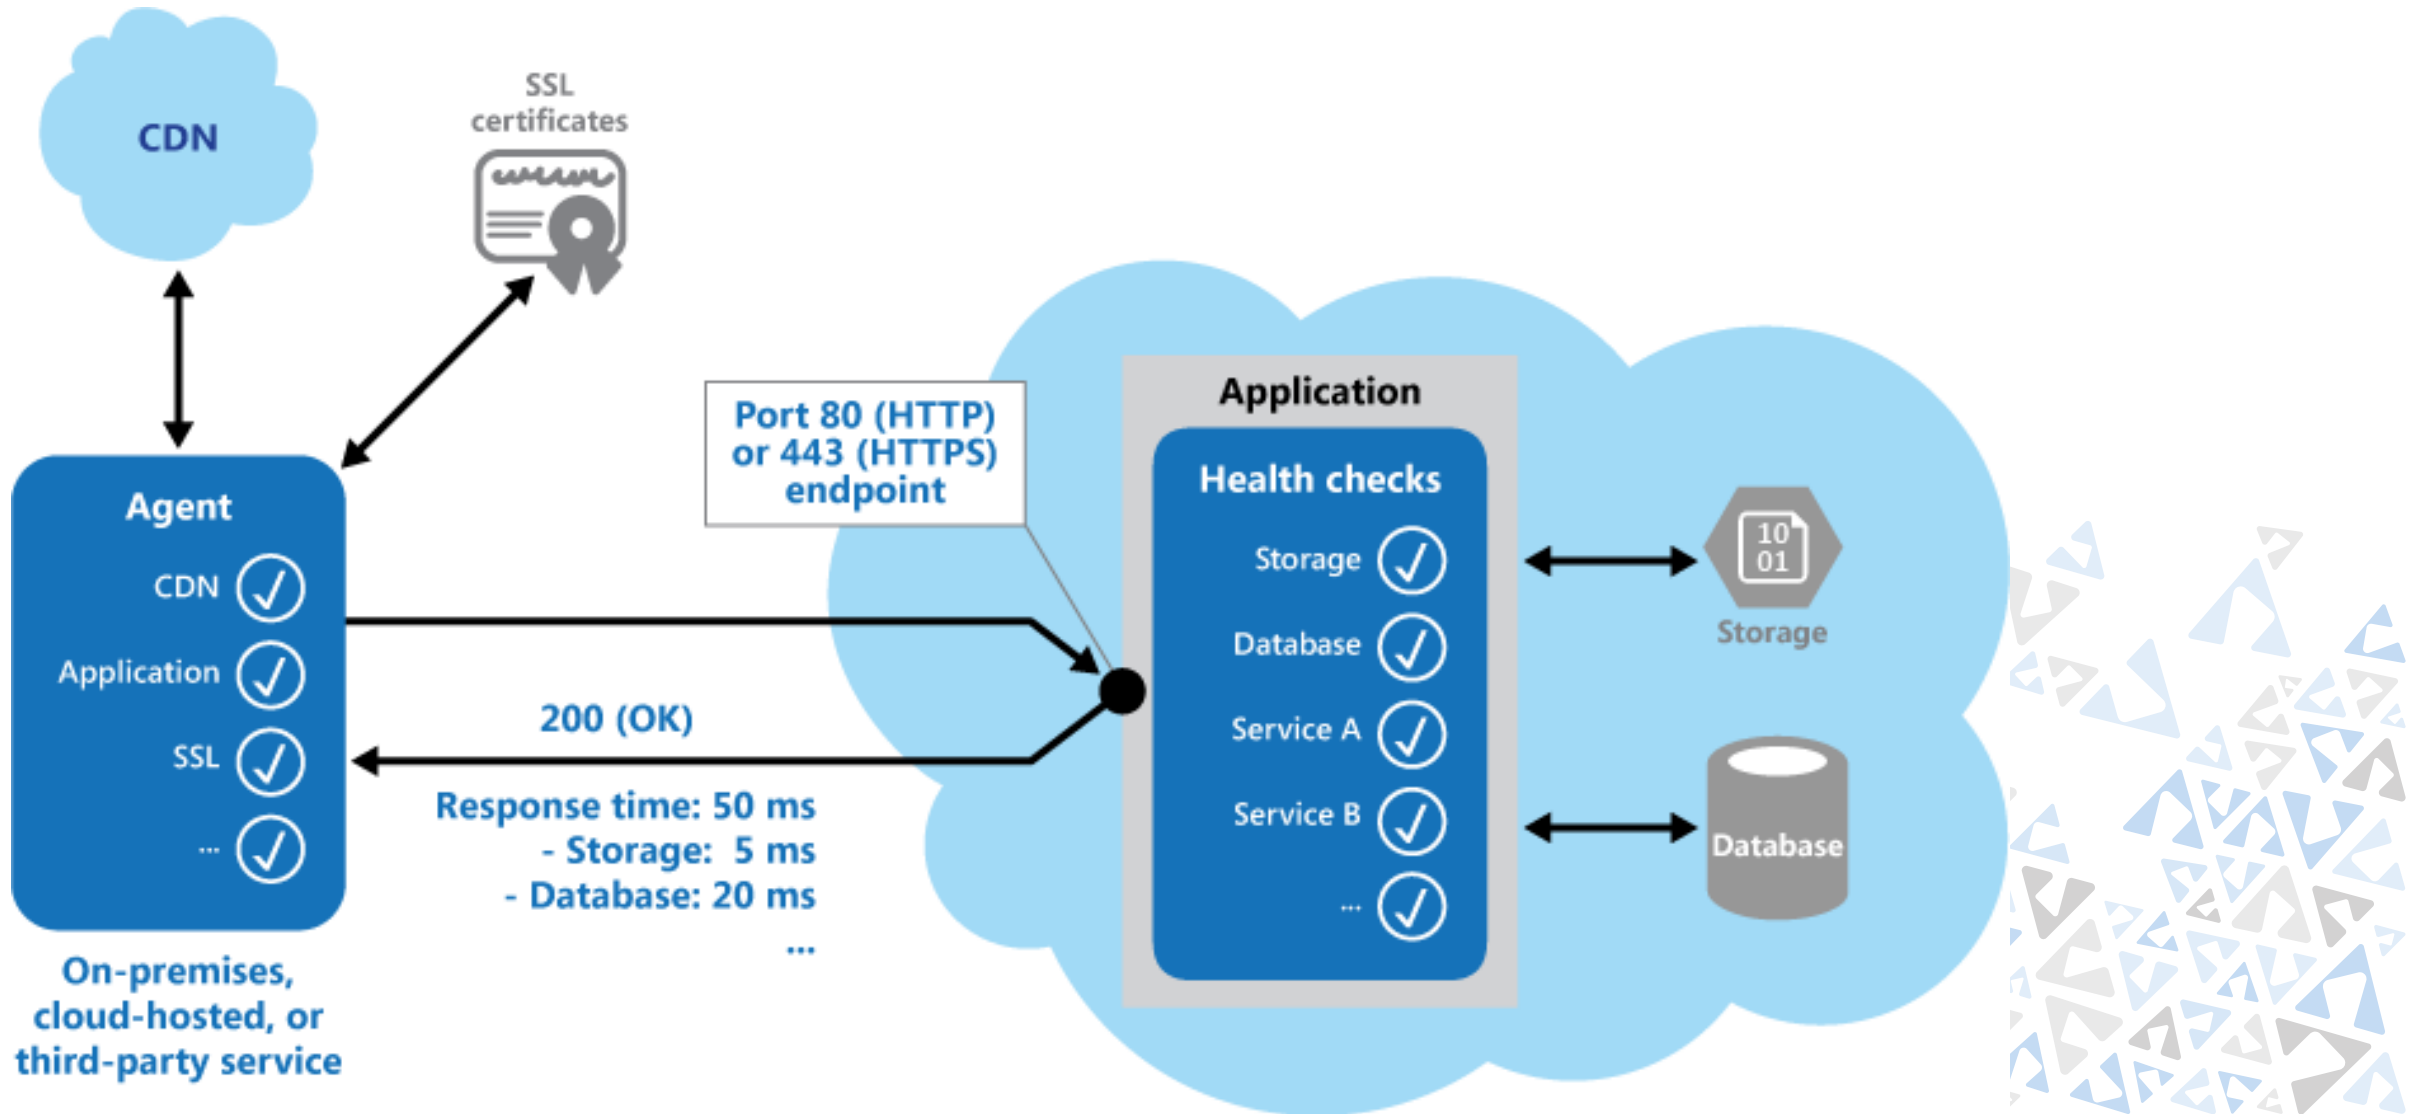 CDN
SSL
certificates
Port 80 (HTTP)
or 443 (HTTPS)
endpoint
Agent
CDN
Application
SSL
...
On-premises,
cloud-hosted, or
third-party service
200 (OK)
Response time: 50 ms
- Storage: 5 ms
- Database: 20 ms
...
Application
Health checks
Storage
Database
Service A
Service B
...
10
01
Storage
Database